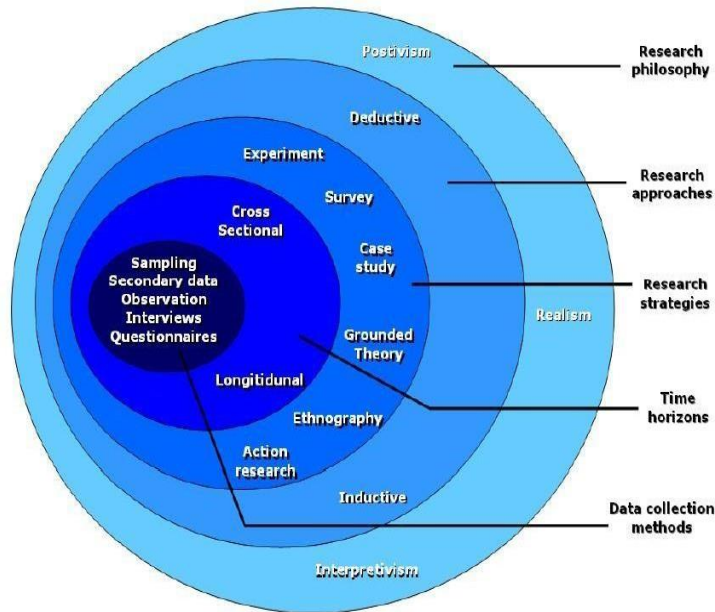 Postivism
Research
philosophy
Deductive
Experiment
Research
approaches
Survey
Cross
Sectional
Case
study
Sampling
Secondary data
Observation
Interviews
Questionnaires
Research
strategies
Realism
Grounded
Theory
Longitidunal
Time
horizons
Ethnography
Action
research
Inductive
Data collection
methods
Interpretivism